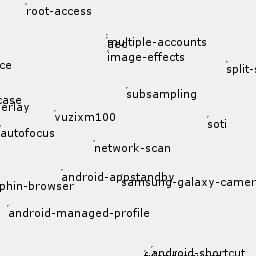 root-access
multiple-accounts
image-effects
ce
split-s
subsampling
case
erlay
vuzixm100
soti
autofocus
network-scan
android-appstandby
samsung-galaxy-camer
phin-browser
android-managed-profile
android-shortcut